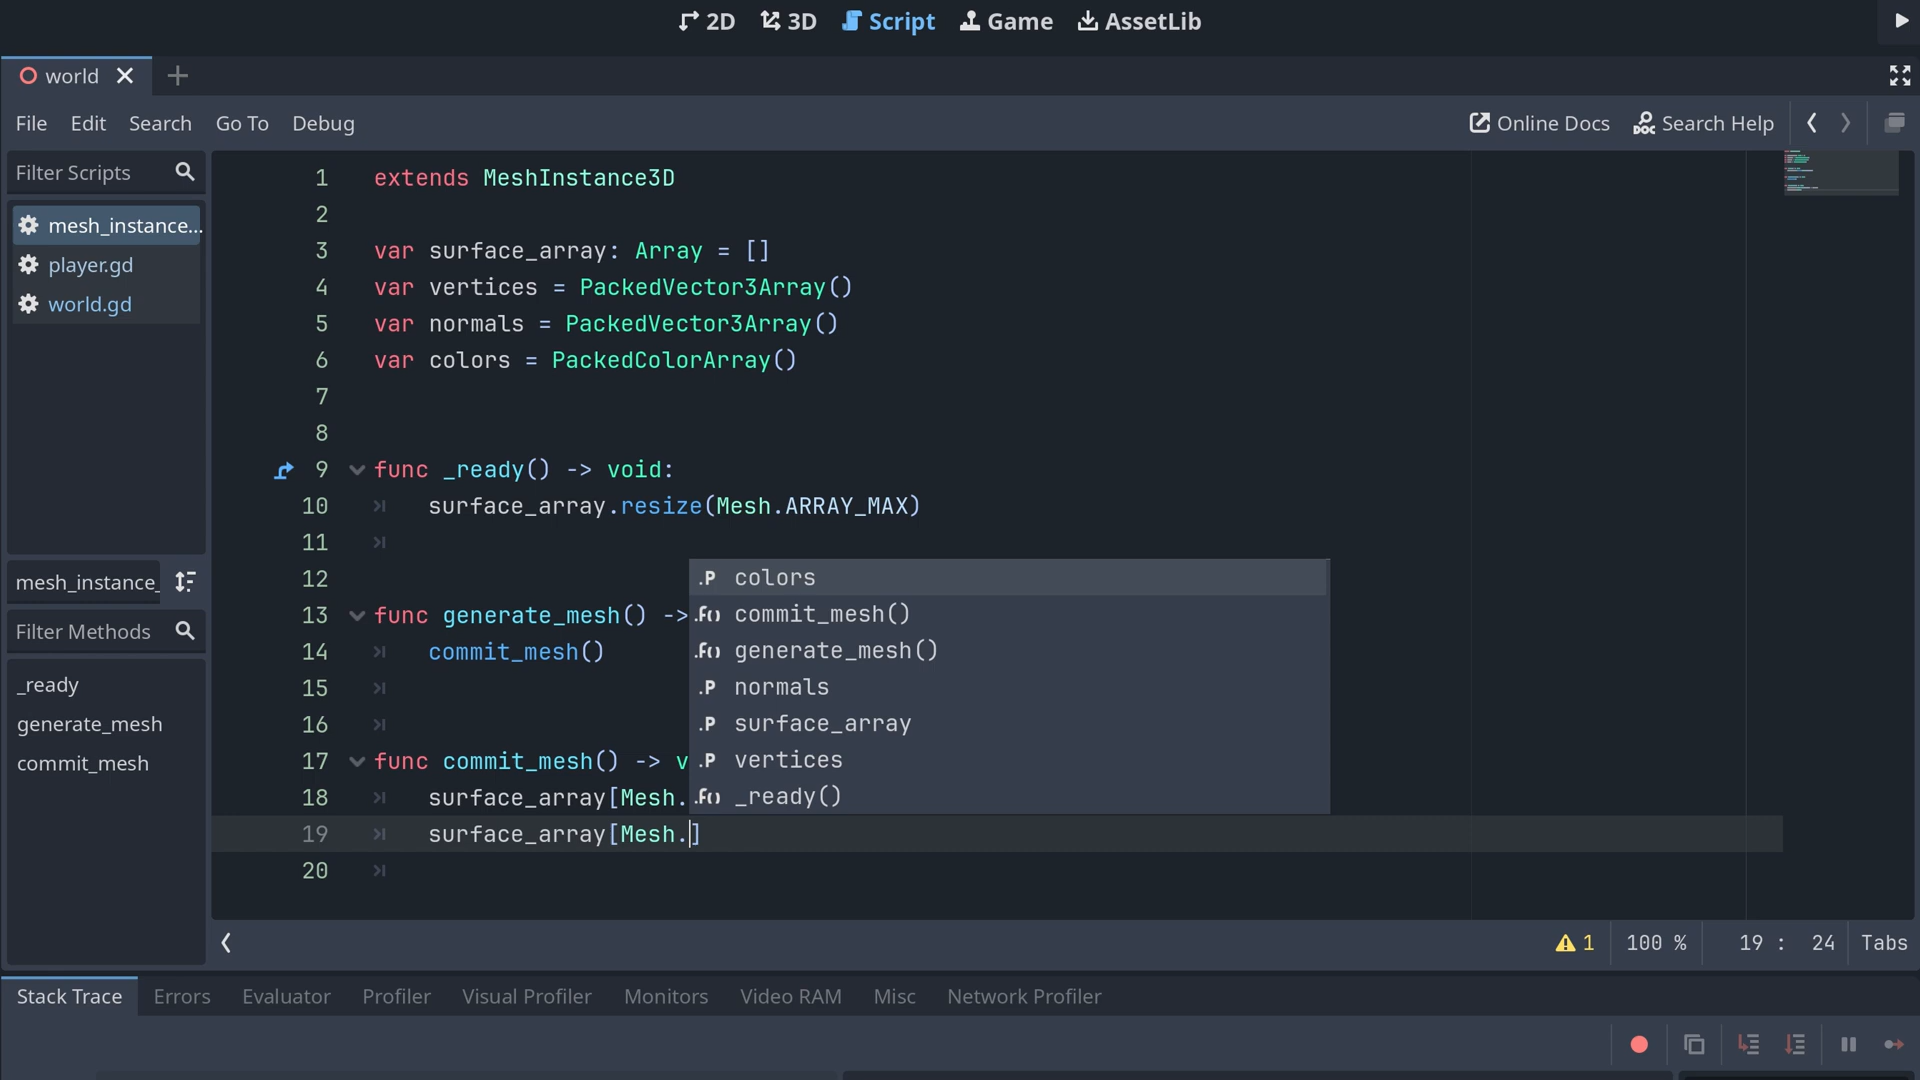 2D 3D Script Game AssetLib
world
File Edit Search Go To Debug
Online Docs Search Help
Filter Scripts
mesh_instance...
player.gd
world.gd
mesh_instance_
Filter Methods
_ready
generate_mesh
commit_mesh
1 extends MeshInstance3D
2
3 var surface_array: Array = []
4 var vertices = PackedVector3Array()
5 var normals = PackedVector3Array()
6 var colors = PackedColorArray()
7
8
9 func _ready() -> void:
10 surface_array.resize(Mesh.ARRAY_MAX)
11
12
13 func generate_mesh() ->
14 commit_mesh()
15
16
17 func commit_mesh() -> v
18 surface_array[Mesh.
19 surface_array[Mesh.]
20
.P colors
.f() commit_mesh()
.f() generate_mesh()
.P normals
.P surface_array
.P vertices
.f() _ready()
1 100 % 19 : 24 Tabs
Stack Trace Errors Evaluator Profiler Visual Profiler Monitors Video RAM Misc Network Profiler